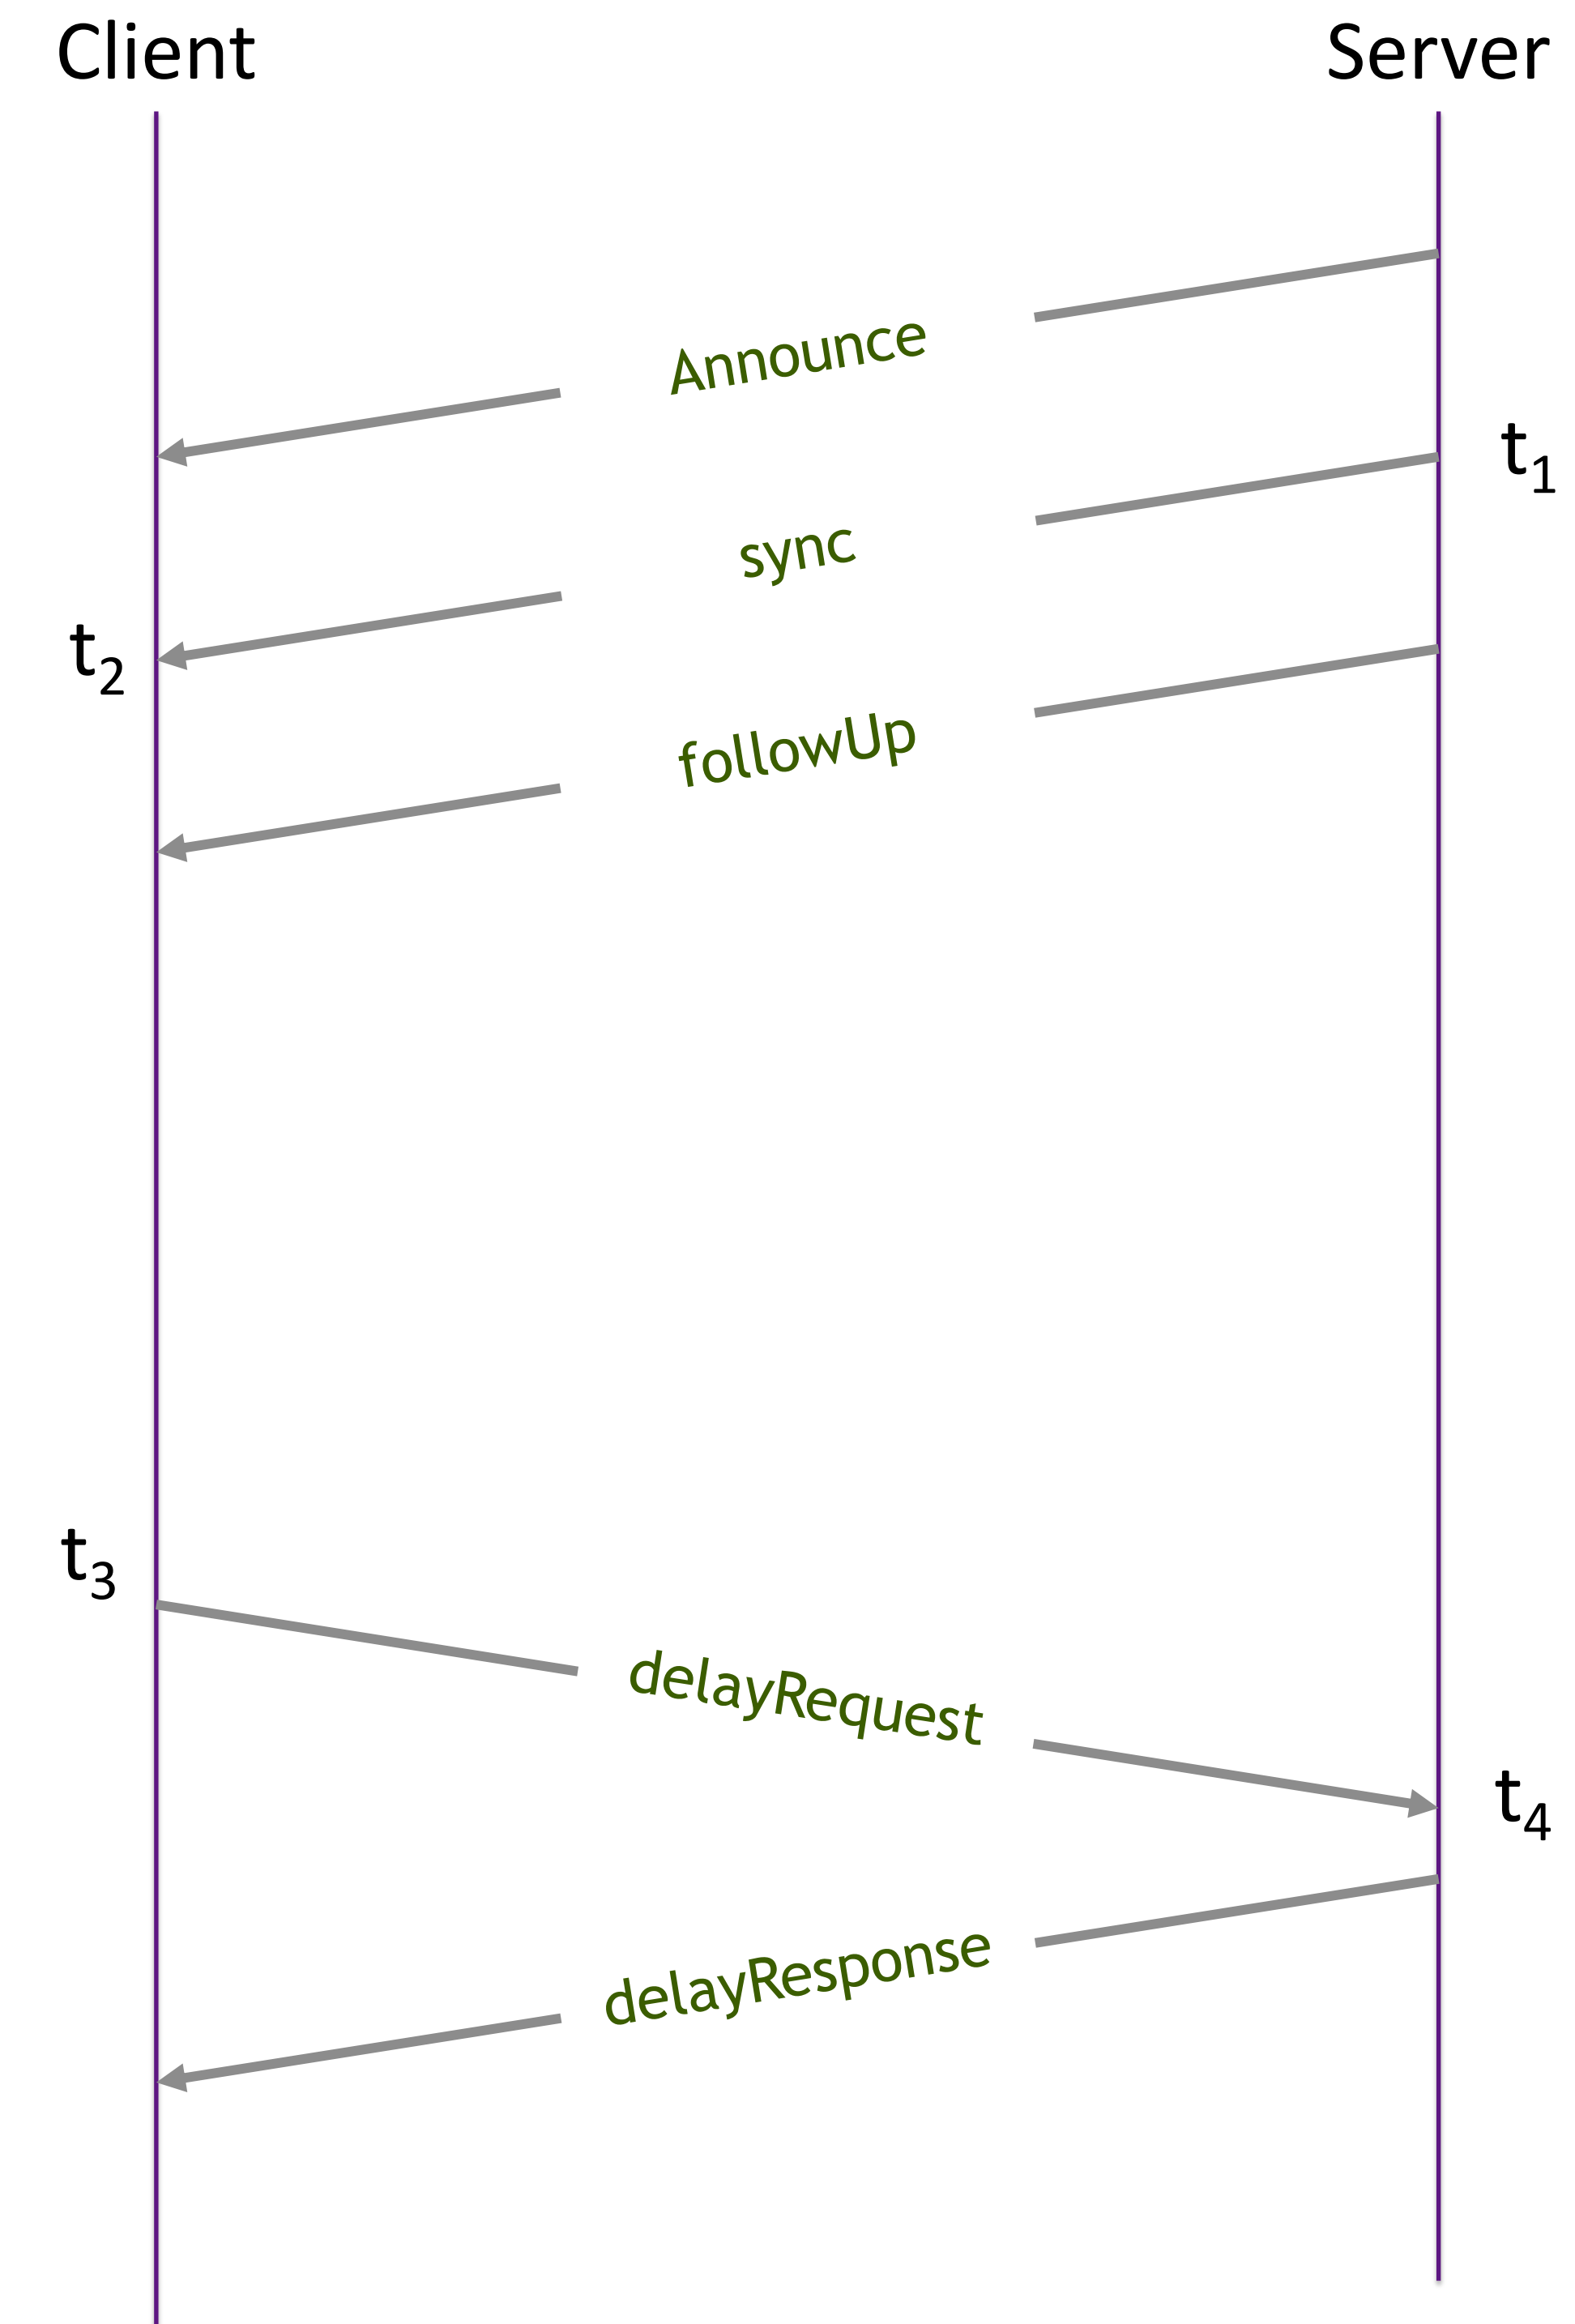 Client
Server
Announce
t1
sync
t2
followUp
t3
delayRequest
t4
delayResponse